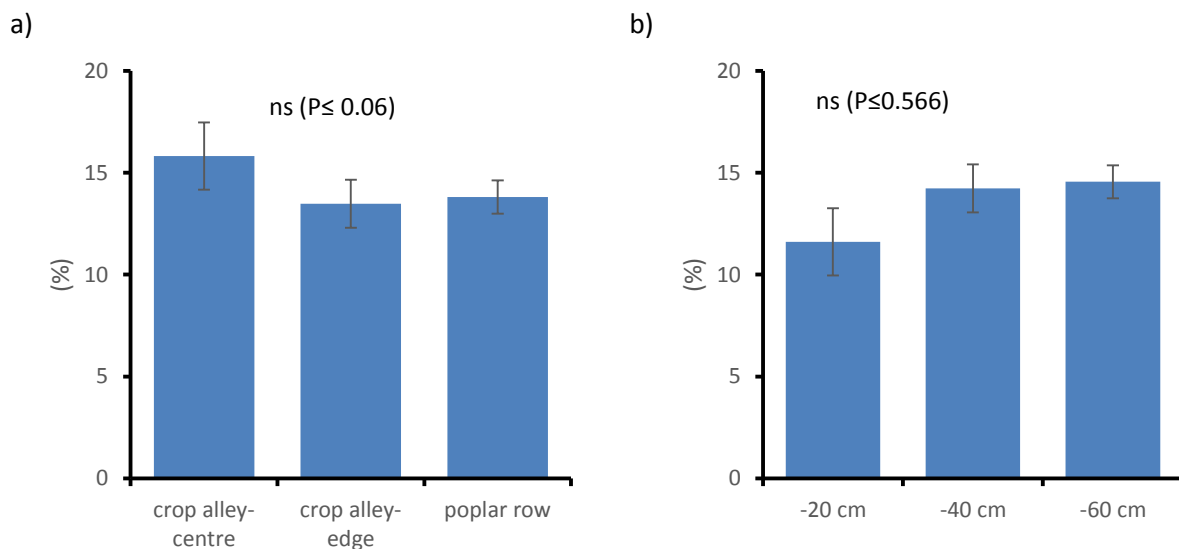 a)
20
15
10
5
0
(%)
ns (P≤ 0.06)
crop alley-
centre
crop alley-
edge
poplar row
b)
20
15
10
5
0
(%)
ns (P≤0.566)
-20 cm
-40 cm
-60 cm